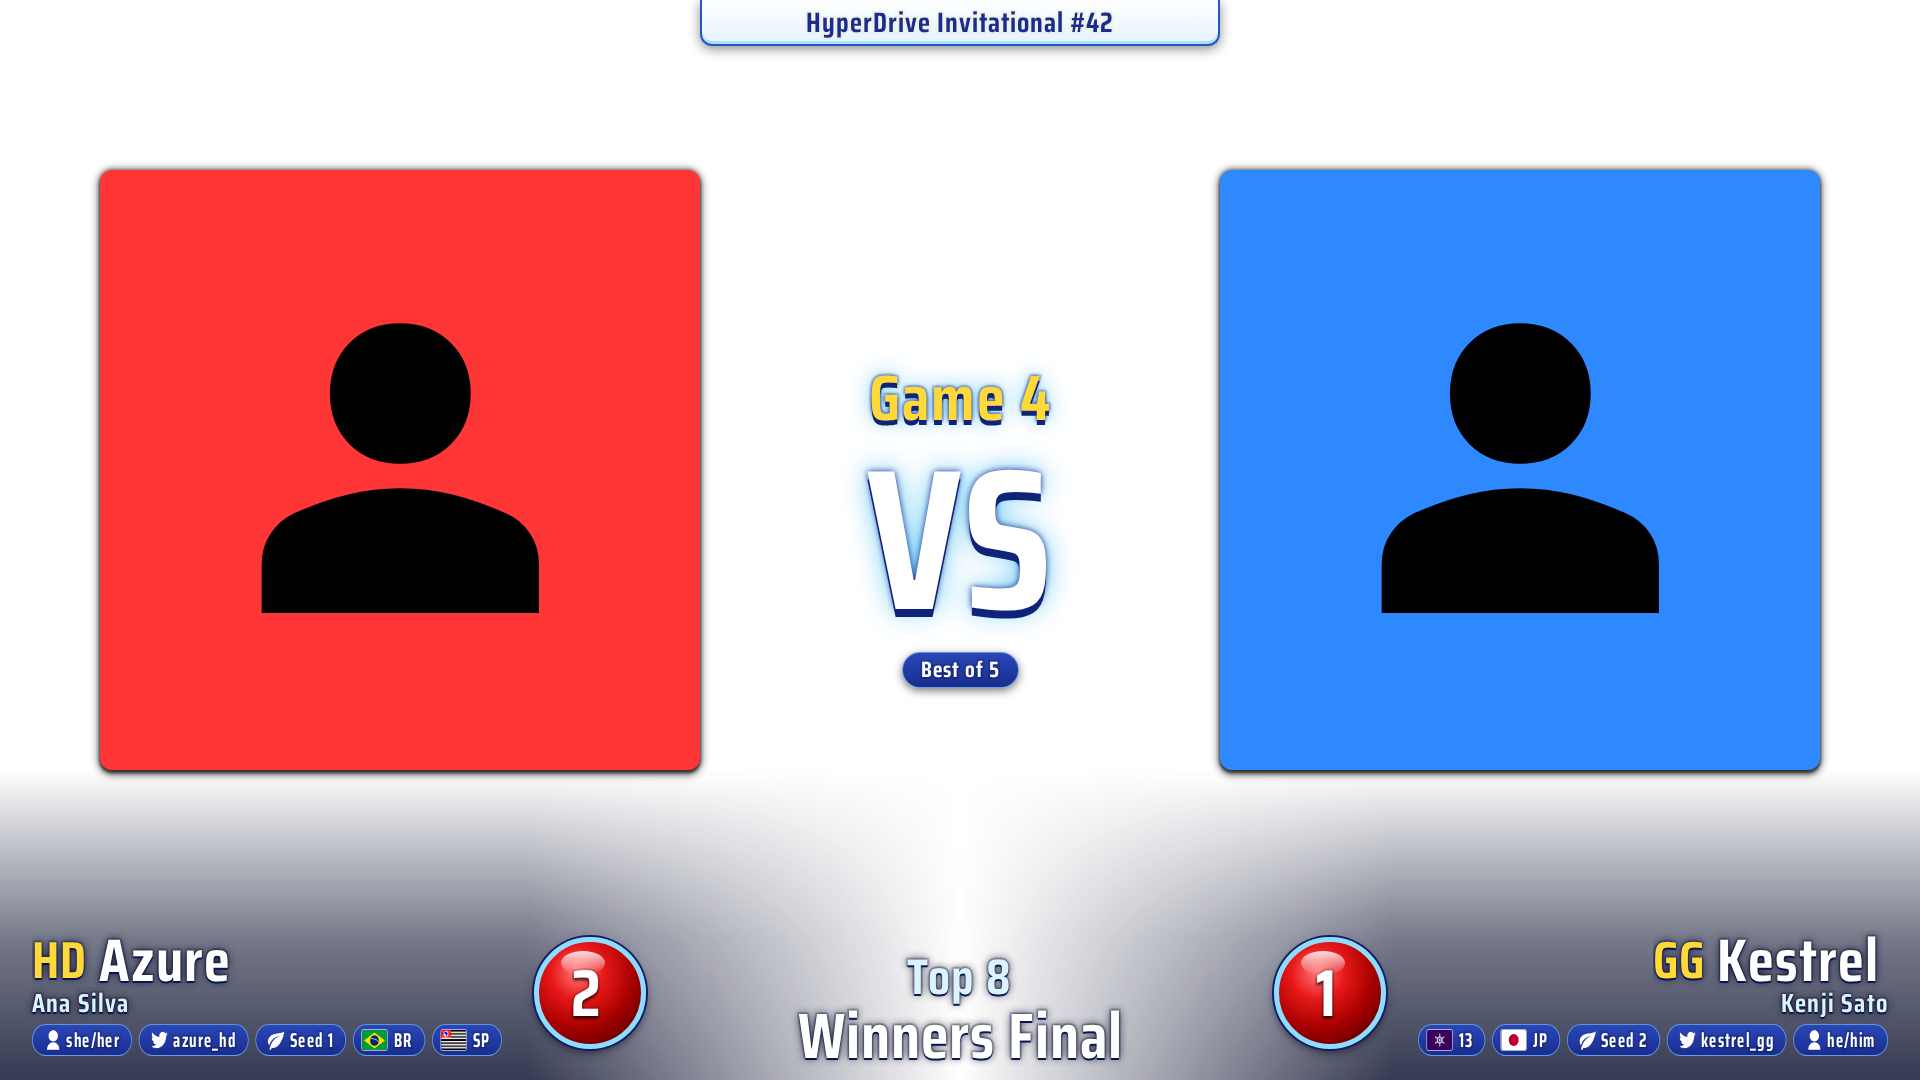 HyperDrive Invitational #42
Game 4
VS
Best of 5
HD Azure
Ana Silva
she/her azure_hd Seed 1 BR SP
2
Top 8
Winners Final
1
GG Kestrel
Kenji Sato
13 JP Seed 2 kestrel_gg he/him